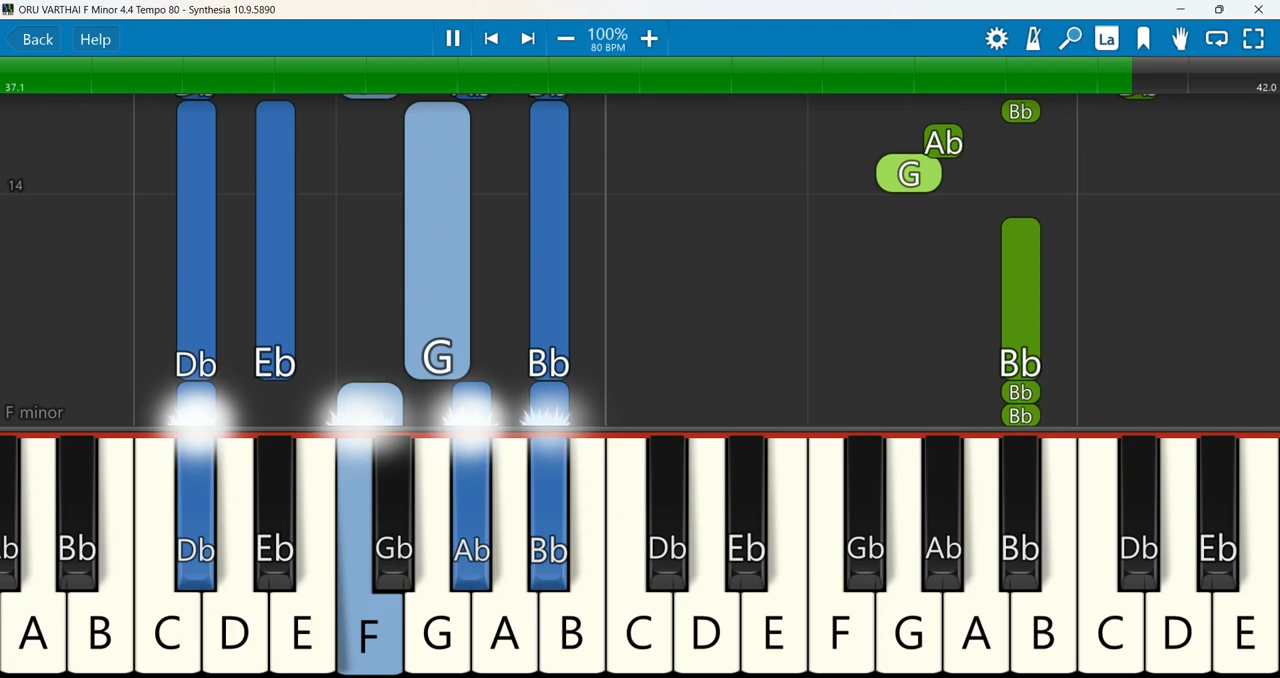 ORU VARTHAI F Minor 4.4 Tempo 80 - Synthesia 10.9.5890
Back Help 100% La
80 BPM
37.1 42.0
Bb
Ab
G
14
Db Eb G Bb Bb
Bb
F minor Bb
b Bb Db Eb Gb Ab Bb Db Eb Gb Ab Bb Db Eb
A B C D E F G A B C D E F G A B C D E